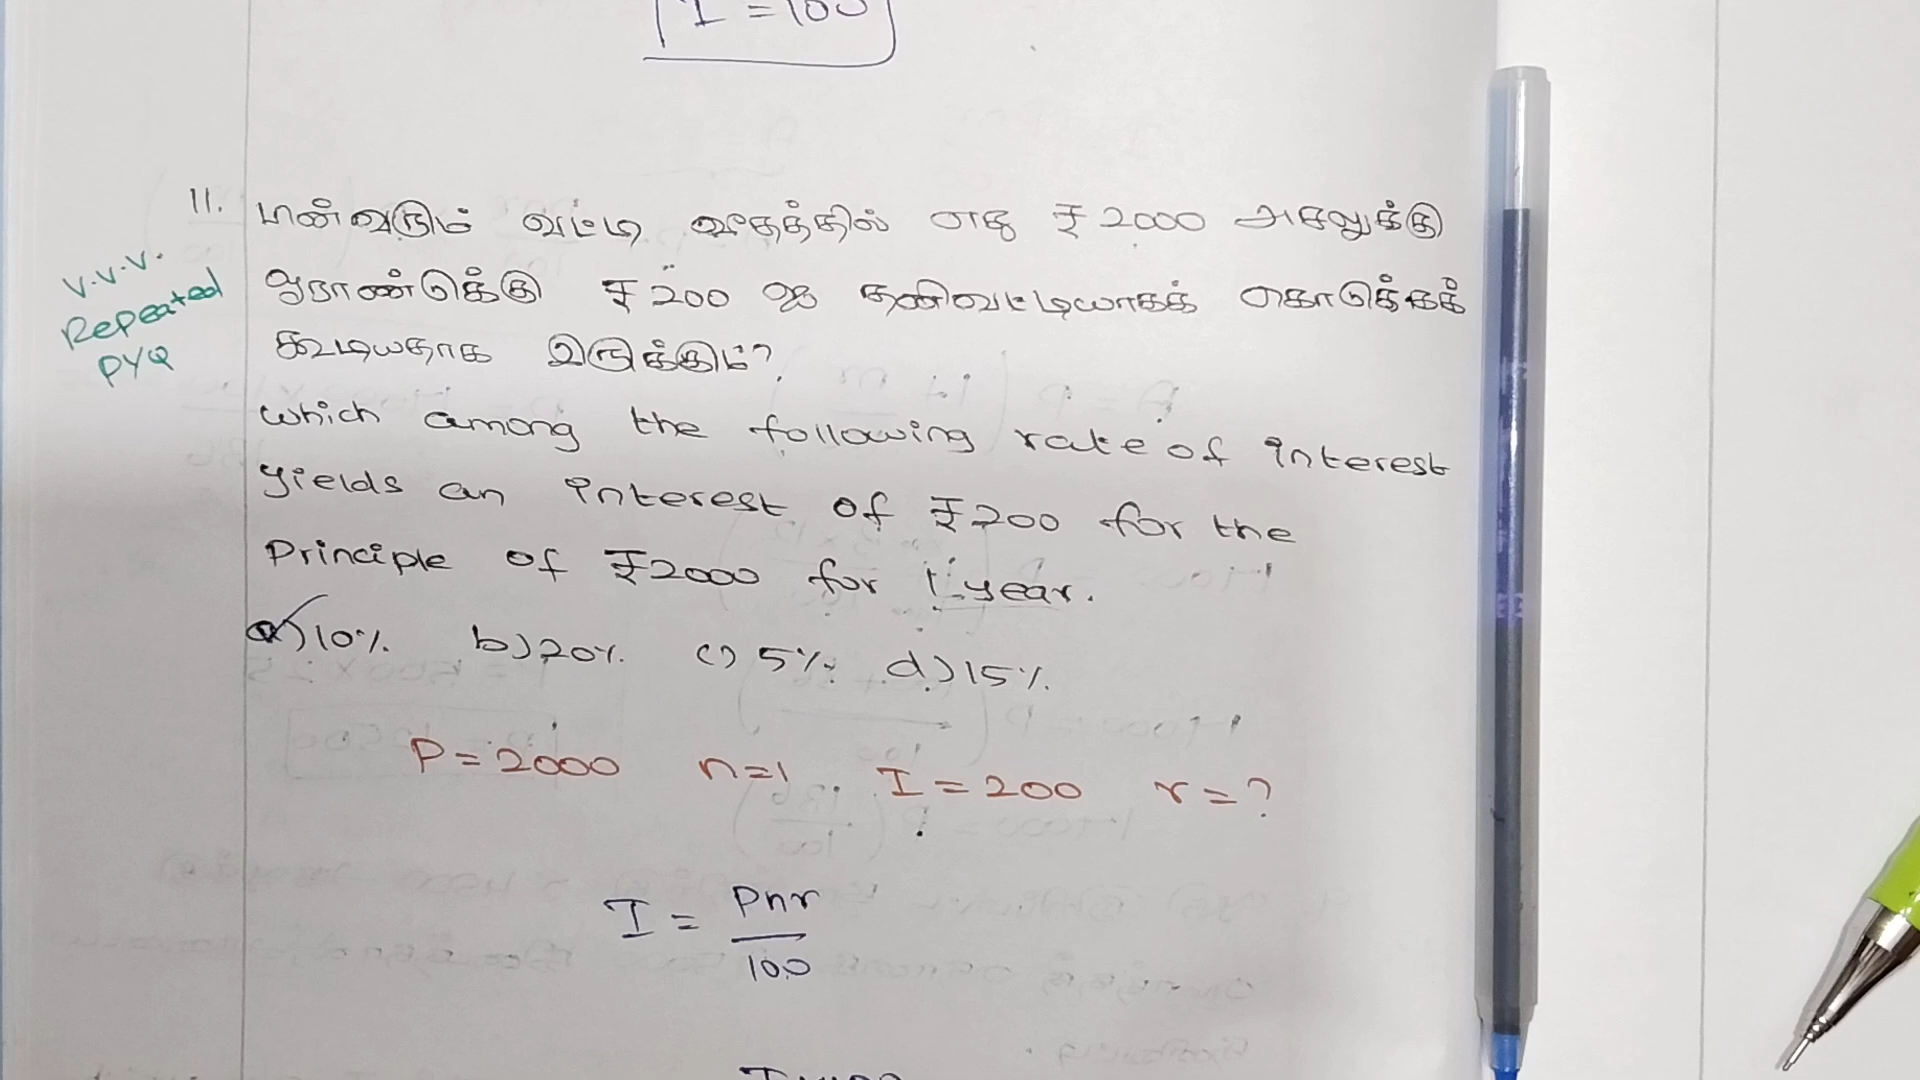 I = 100
11. பின்வரும் வட்டி வீதத்தில் எது ₹ 2000 அசலுக்கு
ஓராண்டுக்கு ₹ 200 ஐ தனிவட்டியாகக் கொடுக்கக்
கூடியதாக இருக்கும்?
V.V.V.
Repeated
PYQ
which among the following rate of interest
yields an interest of ₹200 for the
Principle of ₹2000 for 1 year.
a) 10% b) 20% c) 5% d) 15%
P = 2000 n=1 I = 200 r = ?
I = Pnr
100